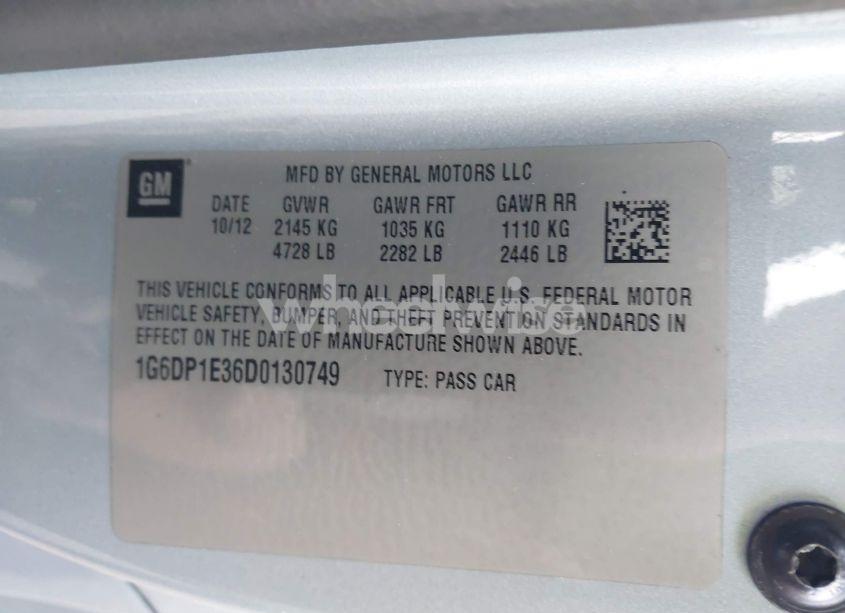 GM
MFD BY GENERAL MOTORS LLC
DATE GVWR GAWR FRT GAWR RR
10/12 2145 KG 1035 KG 1110 KG
4728 LB 2282 LB 2446 LB
THIS VEHICLE CONFORMS TO ALL APPLICABLE U.S. FEDERAL MOTOR
VEHICLE SAFETY, BUMPER, AND THEFT PREVENTION STANDARDS IN
EFFECT ON THE DATE OF MANUFACTURE SHOWN ABOVE.
1G6DP1E36D0130749 TYPE: PASS CAR